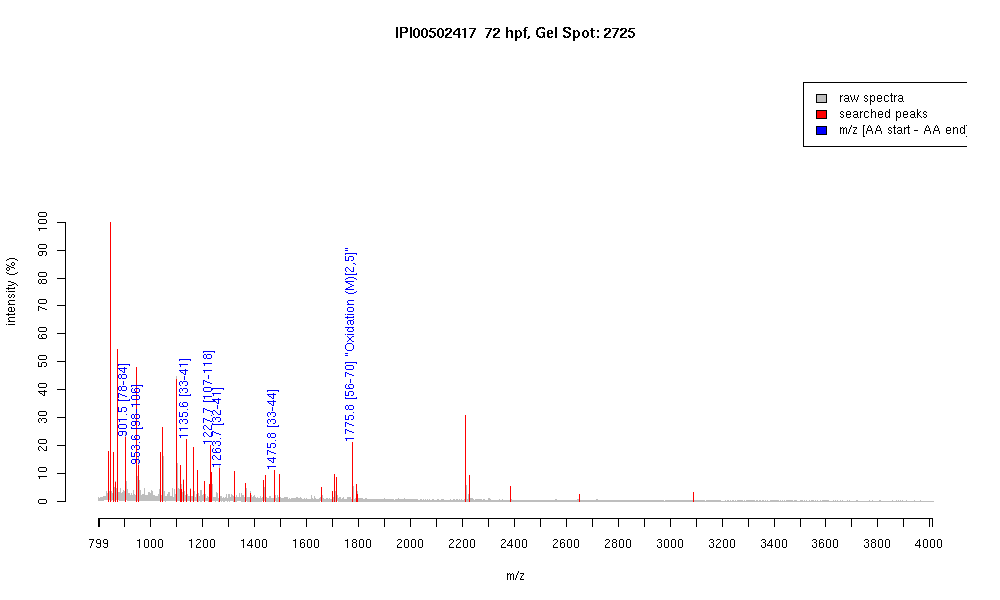 IPI00502417 72 hpf, Gel Spot: 2725
raw spectra
searched peaks
m/z [AA start - AA end]
intensity (%)
100
90
80
70
60
50
40
30
20
10
0
901.5 [78-84]
953.6 [98-106]
1135.6 [33-41]
1227.7 [107-118]
1263.7 [32-41]
1475.8 [33-44]
1775.8 [56-70] "Oxidation (M)[2,5]"
799 1000 1200 1400 1600 1800 2000 2200 2400 2600 2800 3000 3200 3400 3600 3800 4000
m/z